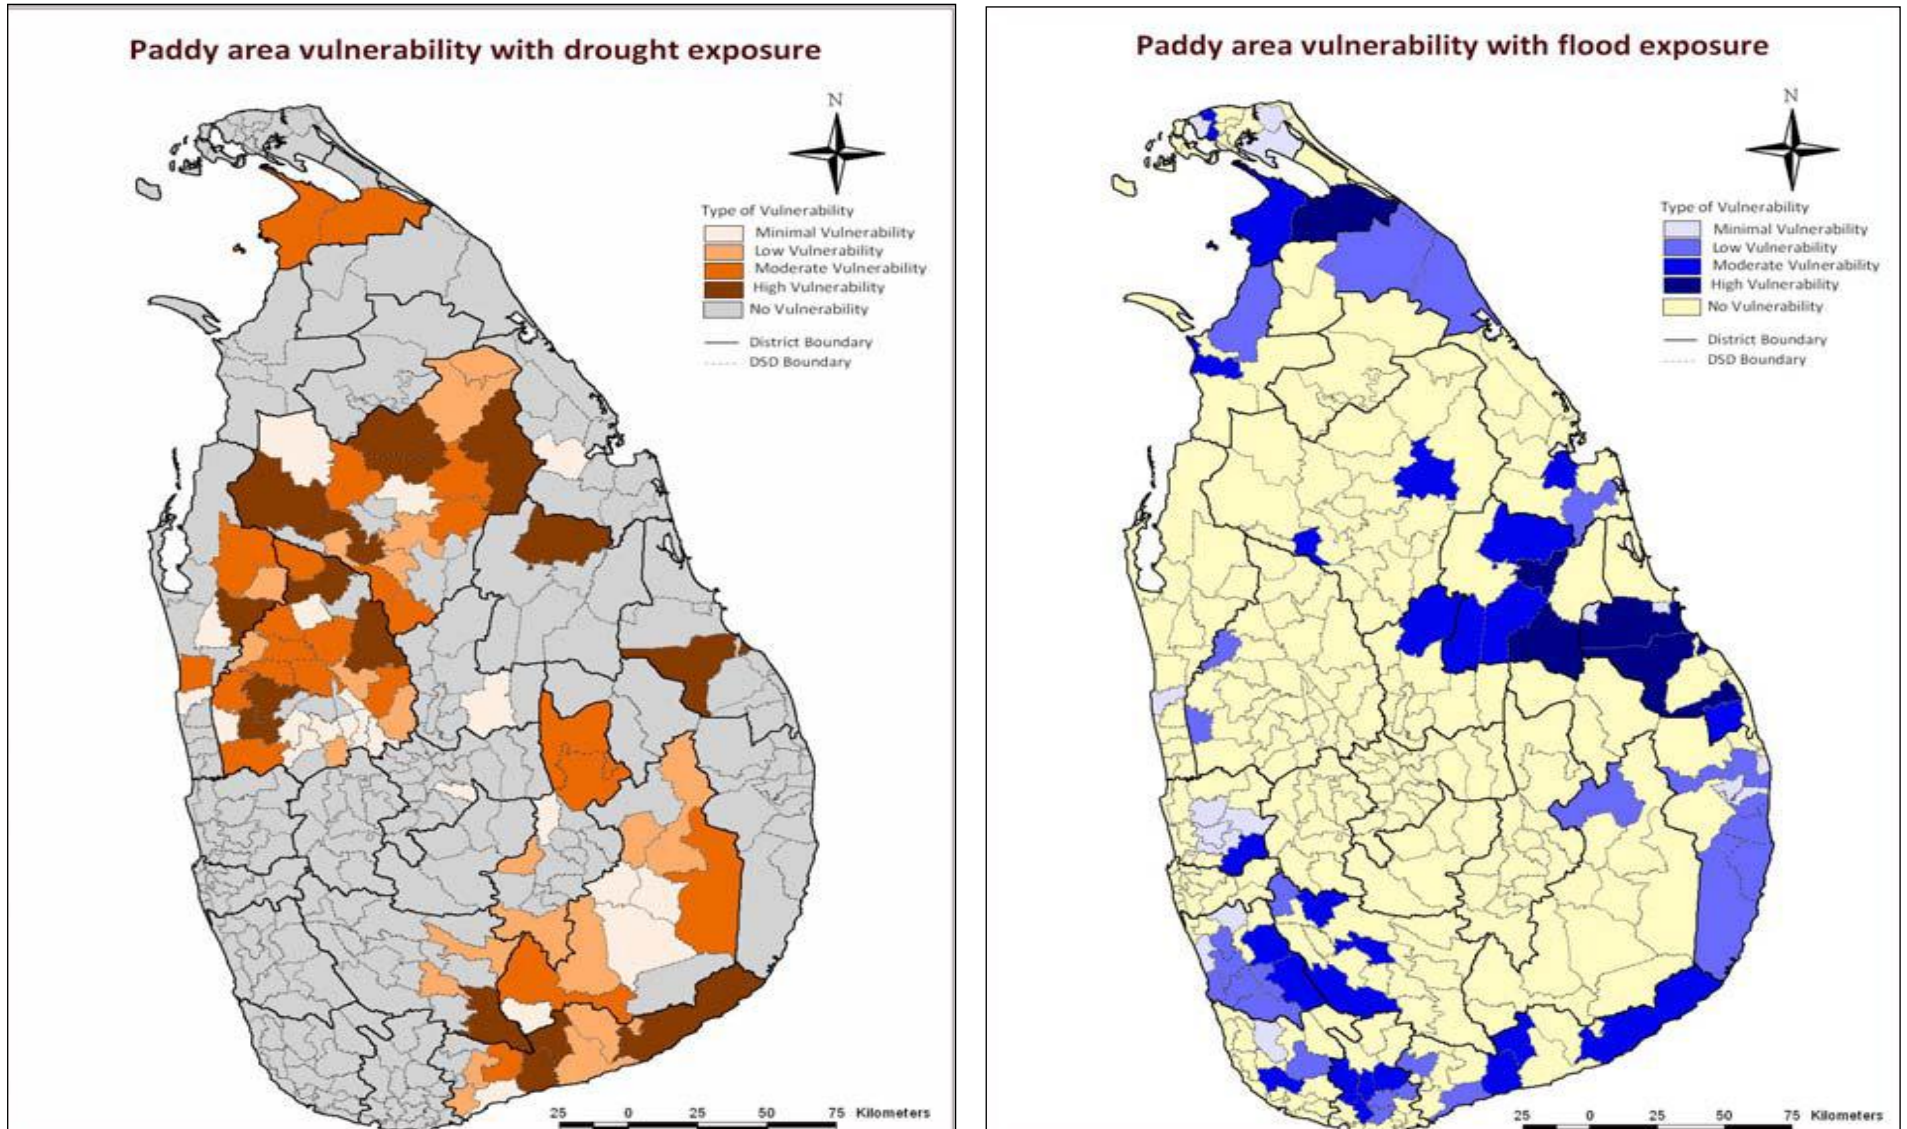 Paddy area vulnerability with drought exposure
N
Type of Vulnerability
Minimal Vulnerability
Low Vulnerability
Moderate Vulnerability
High Vulnerability
No Vulnerability
District Boundary
DSD Boundary
25 0 25 50 75 Kilometers
Paddy area vulnerability with flood exposure
N
Type of Vulnerability
Minimal Vulnerability
Low Vulnerability
Moderate Vulnerability
High Vulnerability
No Vulnerability
District Boundary
DSD Boundary
25 0 25 50 75 Kilometers